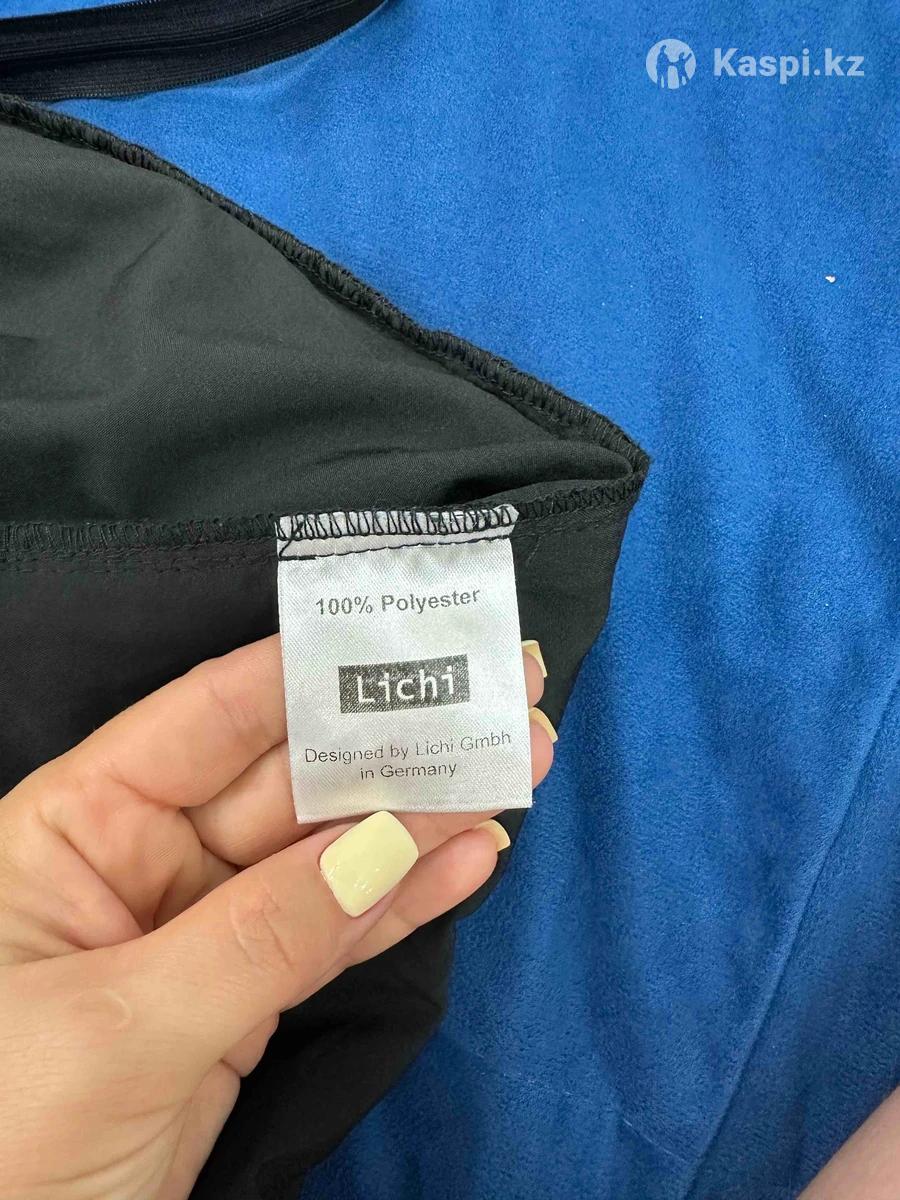 Kaspi.kz
100% Polyester
Lichi
Designed by Lichi Gmbh
in Germany